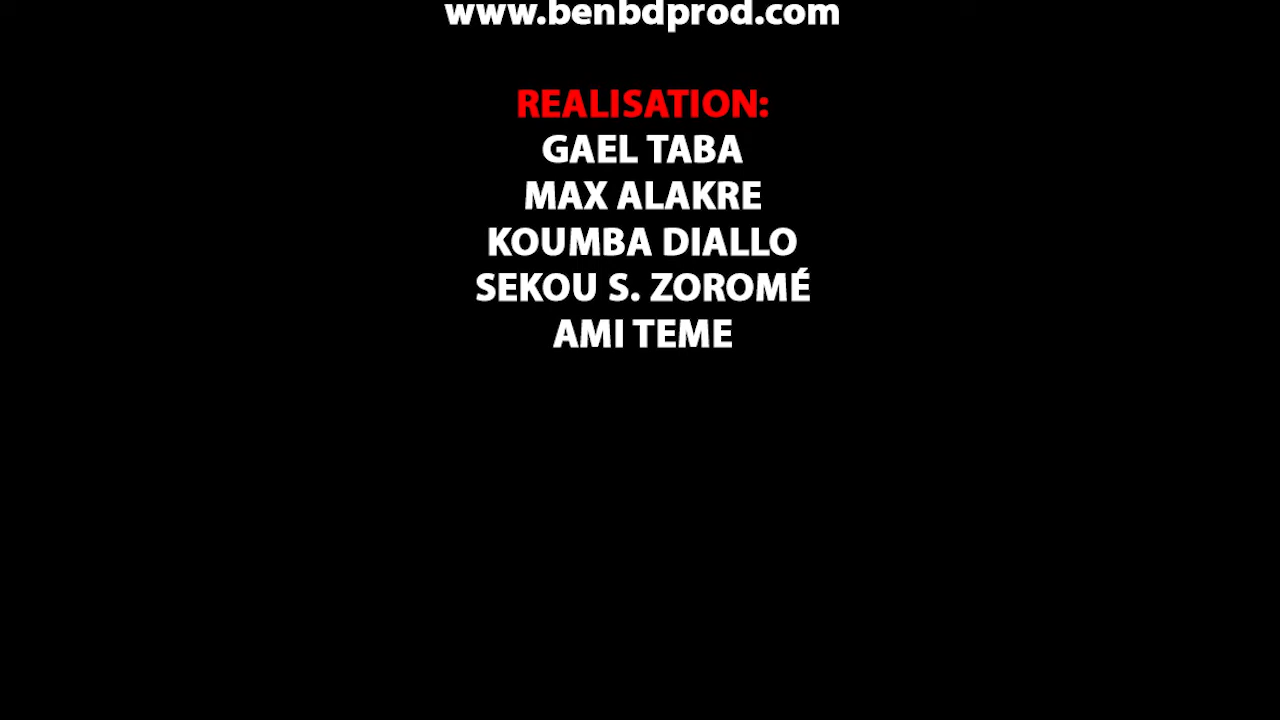 www.benbdprod.com
REALISATION:
GAEL TABA
MAX ALAKRE
KOUMBA DIALLO
SEKOU S. ZOROMÉ
AMI TEME